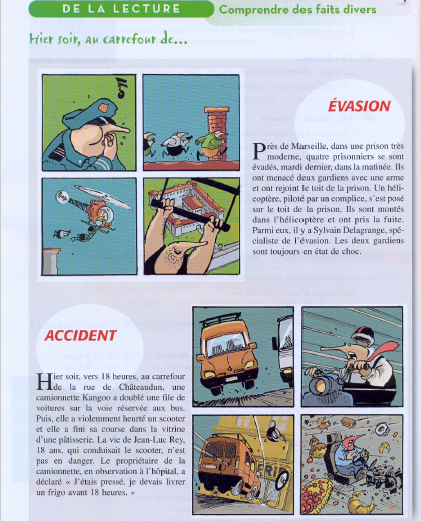 DE LA LECTURE
Comprendre des faits divers
Hier soir, au carrefour de...
ÉVASION
Près de Marseille, dans une prison très
moderne, quatre prisonniers se sont
évadés, mardi dernier, dans la matinée. Ils
ont menacé deux gardiens avec une arme
et ont rejoint le toit de la prison. Un héli-
coptère, piloté par un complice, s'est posé
sur le toit de la prison. Ils sont montés
dans l'hélicoptère et ont pris la fuite.
Parmi eux, il y a Sylvain Delagrange, spé-
cialiste de l'évasion. Les deux gardiens
sont toujours en état de choc.
ACCIDENT
Hier soir, vers 18 heures, au carrefour
de la rue de Châteaudun, une
camionnette Kangoo a doublé une file de
voitures sur la voie réservée aux bus.
Puis, elle a violemment heurté un scooter
et elle a fini sa course dans la vitrine
d'une pâtisserie. La vie de Jean-Luc Rey,
18 ans, qui conduisait le scooter, n'est
pas en danger. Le propriétaire de la
camionnette, en observation à l'hôpital, a
déclaré « J'étais pressé, je devais livrer
un frigo avant 18 heures. »